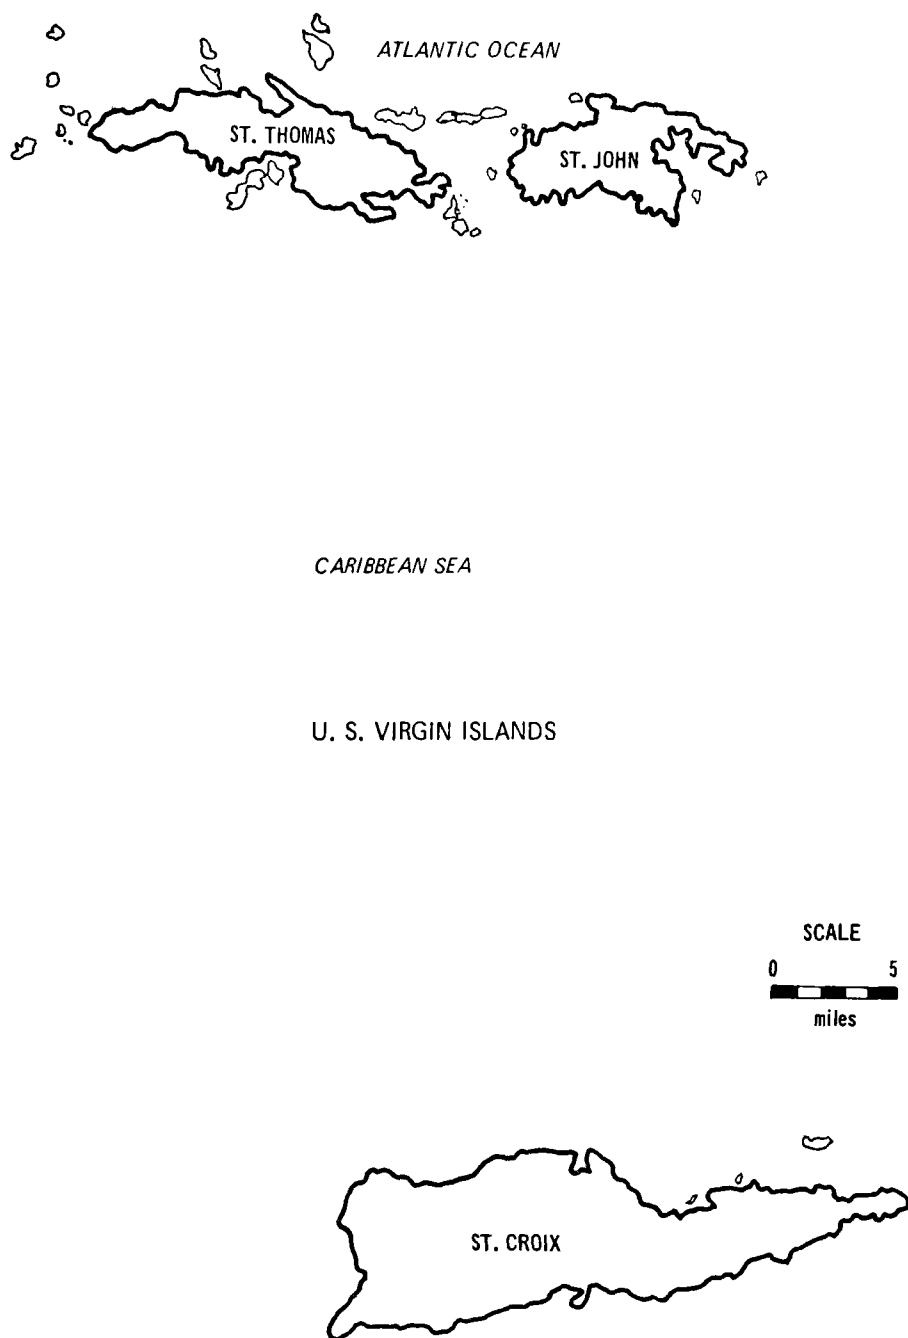 ATLANTIC OCEAN
ST. THOMAS
ST. JOHN
CARIBBEAN SEA
U. S. VIRGIN ISLANDS
SCALE
0 5
miles
ST. CROIX